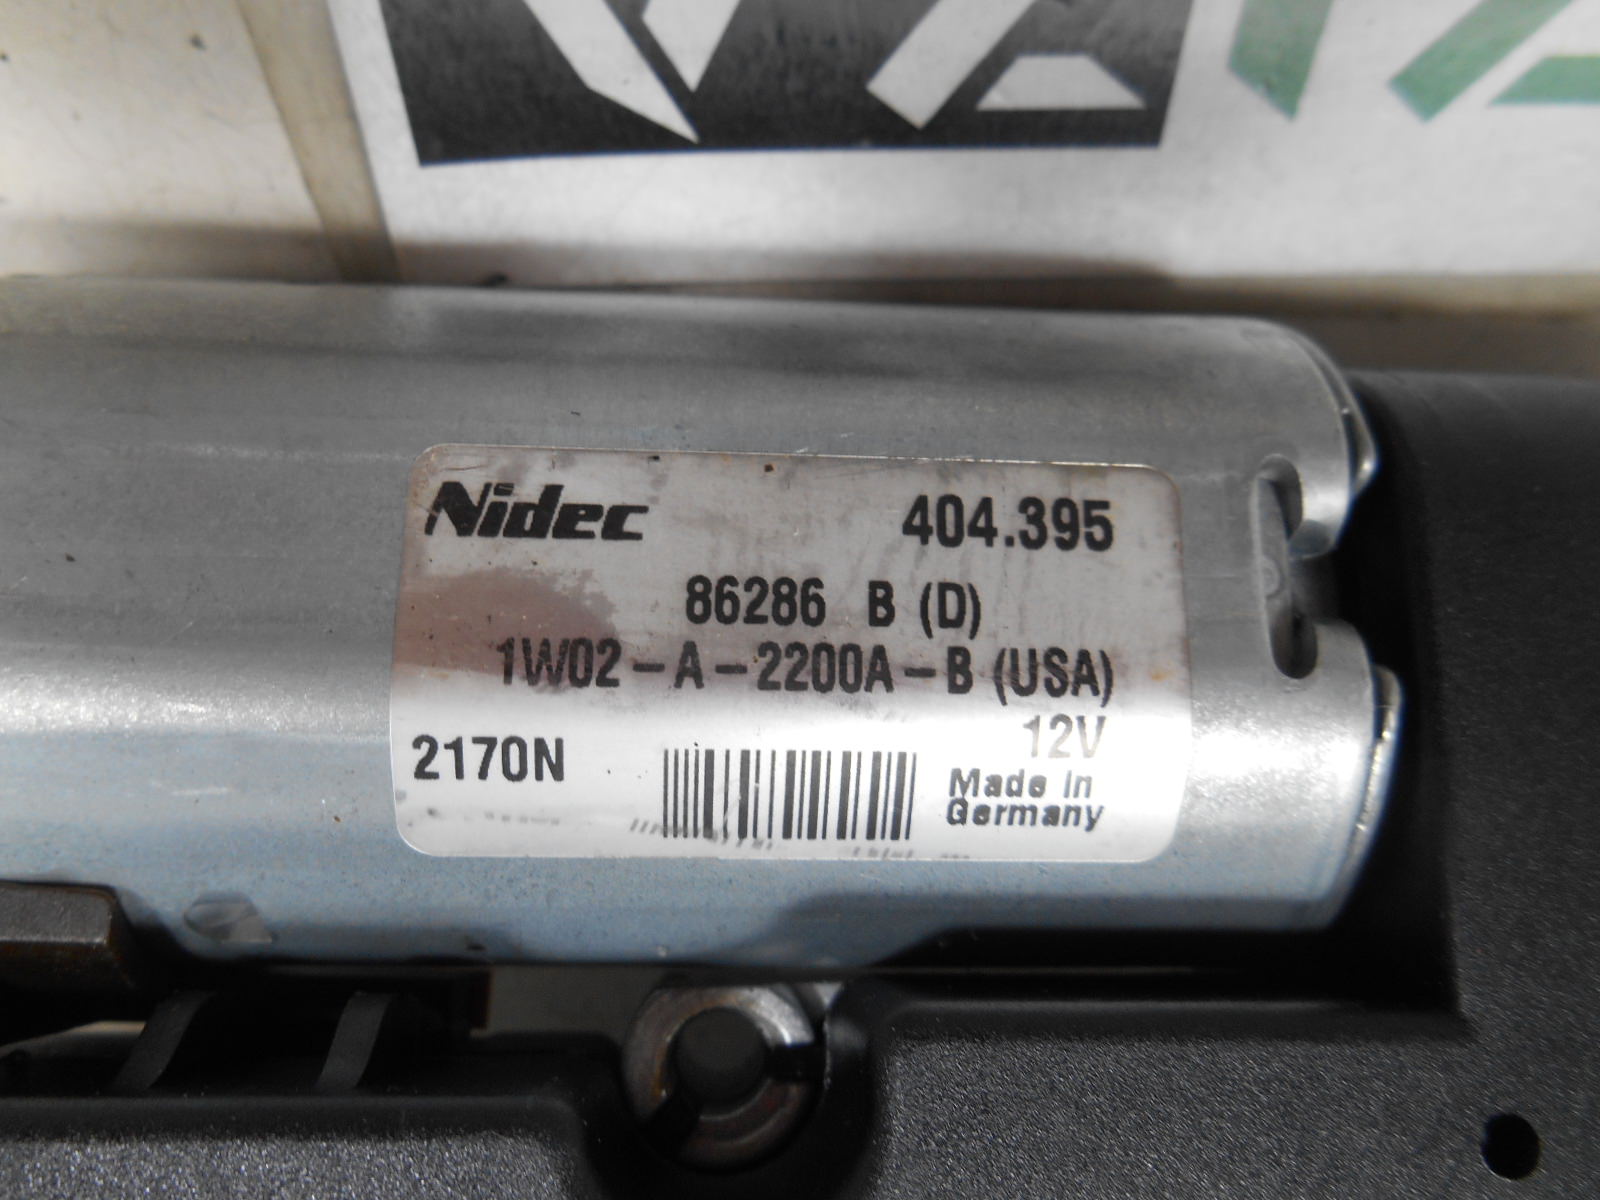 Nidec 404.395
86286 B (D)
1W02-A-2200A-B (USA)
12V
2170N
Made in
Germany